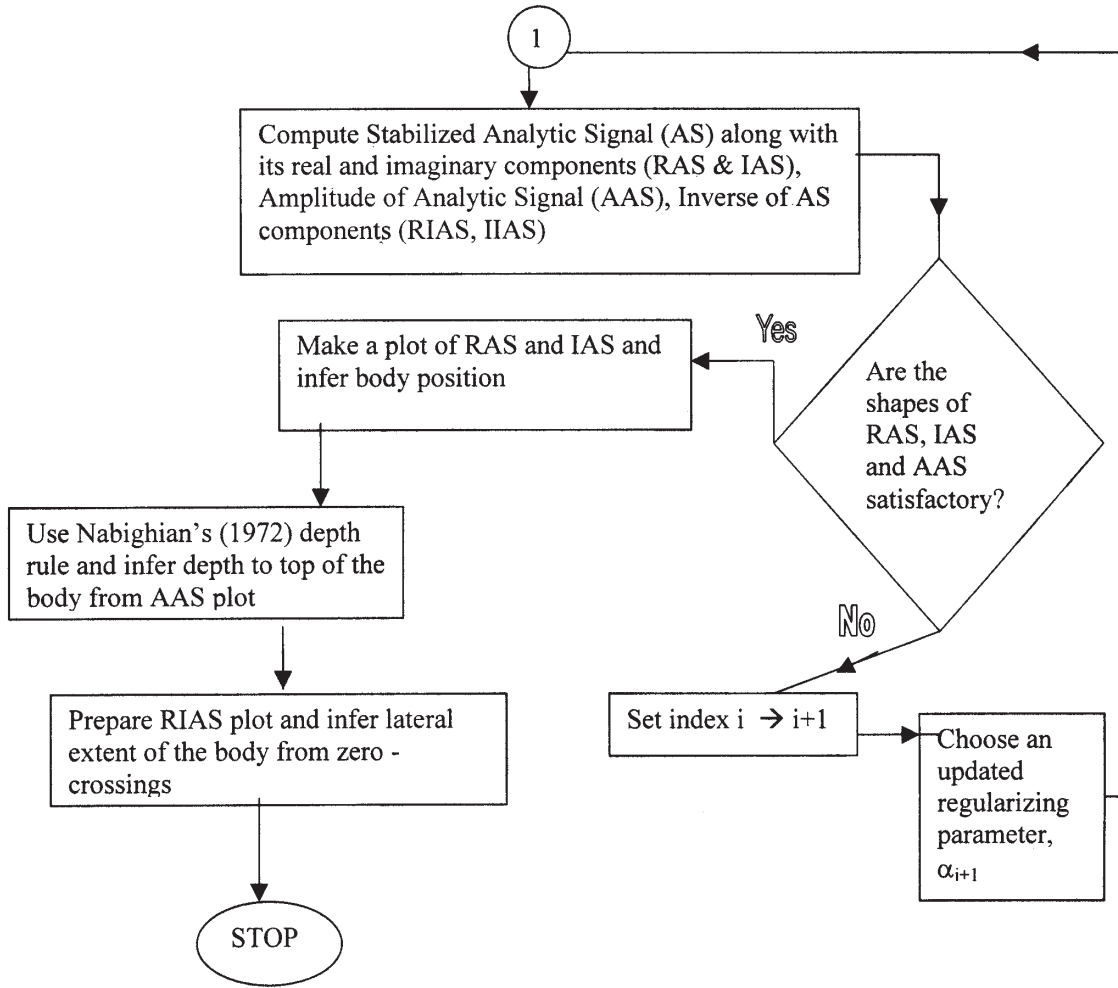 1
Compute Stabilized Analytic Signal (AS) along with
its real and imaginary components (RAS & IAS),
Amplitude of Analytic Signal (AAS), Inverse of AS
components (RIAS, IIAS)
Yes
Make a plot of RAS and IAS and
infer body position
Are the
shapes of
RAS, IAS
and AAS
satisfactory?
Use Nabighian's (1972) depth
rule and infer depth to top of the
body from AAS plot
No
Prepare RIAS plot and infer lateral
extent of the body from zero -
crossings
Set index i → i+1
Choose an
updated
regularizing
parameter,
αi+1
STOP